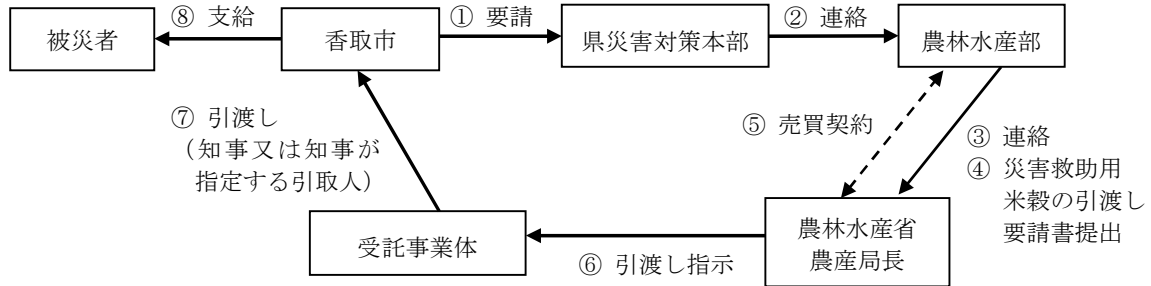 ⑧ 支給
① 要請
② 連絡
被災者
香取市
県災害対策本部
農林水産部
⑦ 引渡し
（知事又は知事が
指定する引取人）
⑤ 売買契約
③ 連絡
④ 災害救助用
米穀の引渡し
要請書提出
受託事業体
農林水産省
農産局長
⑥ 引渡し指示